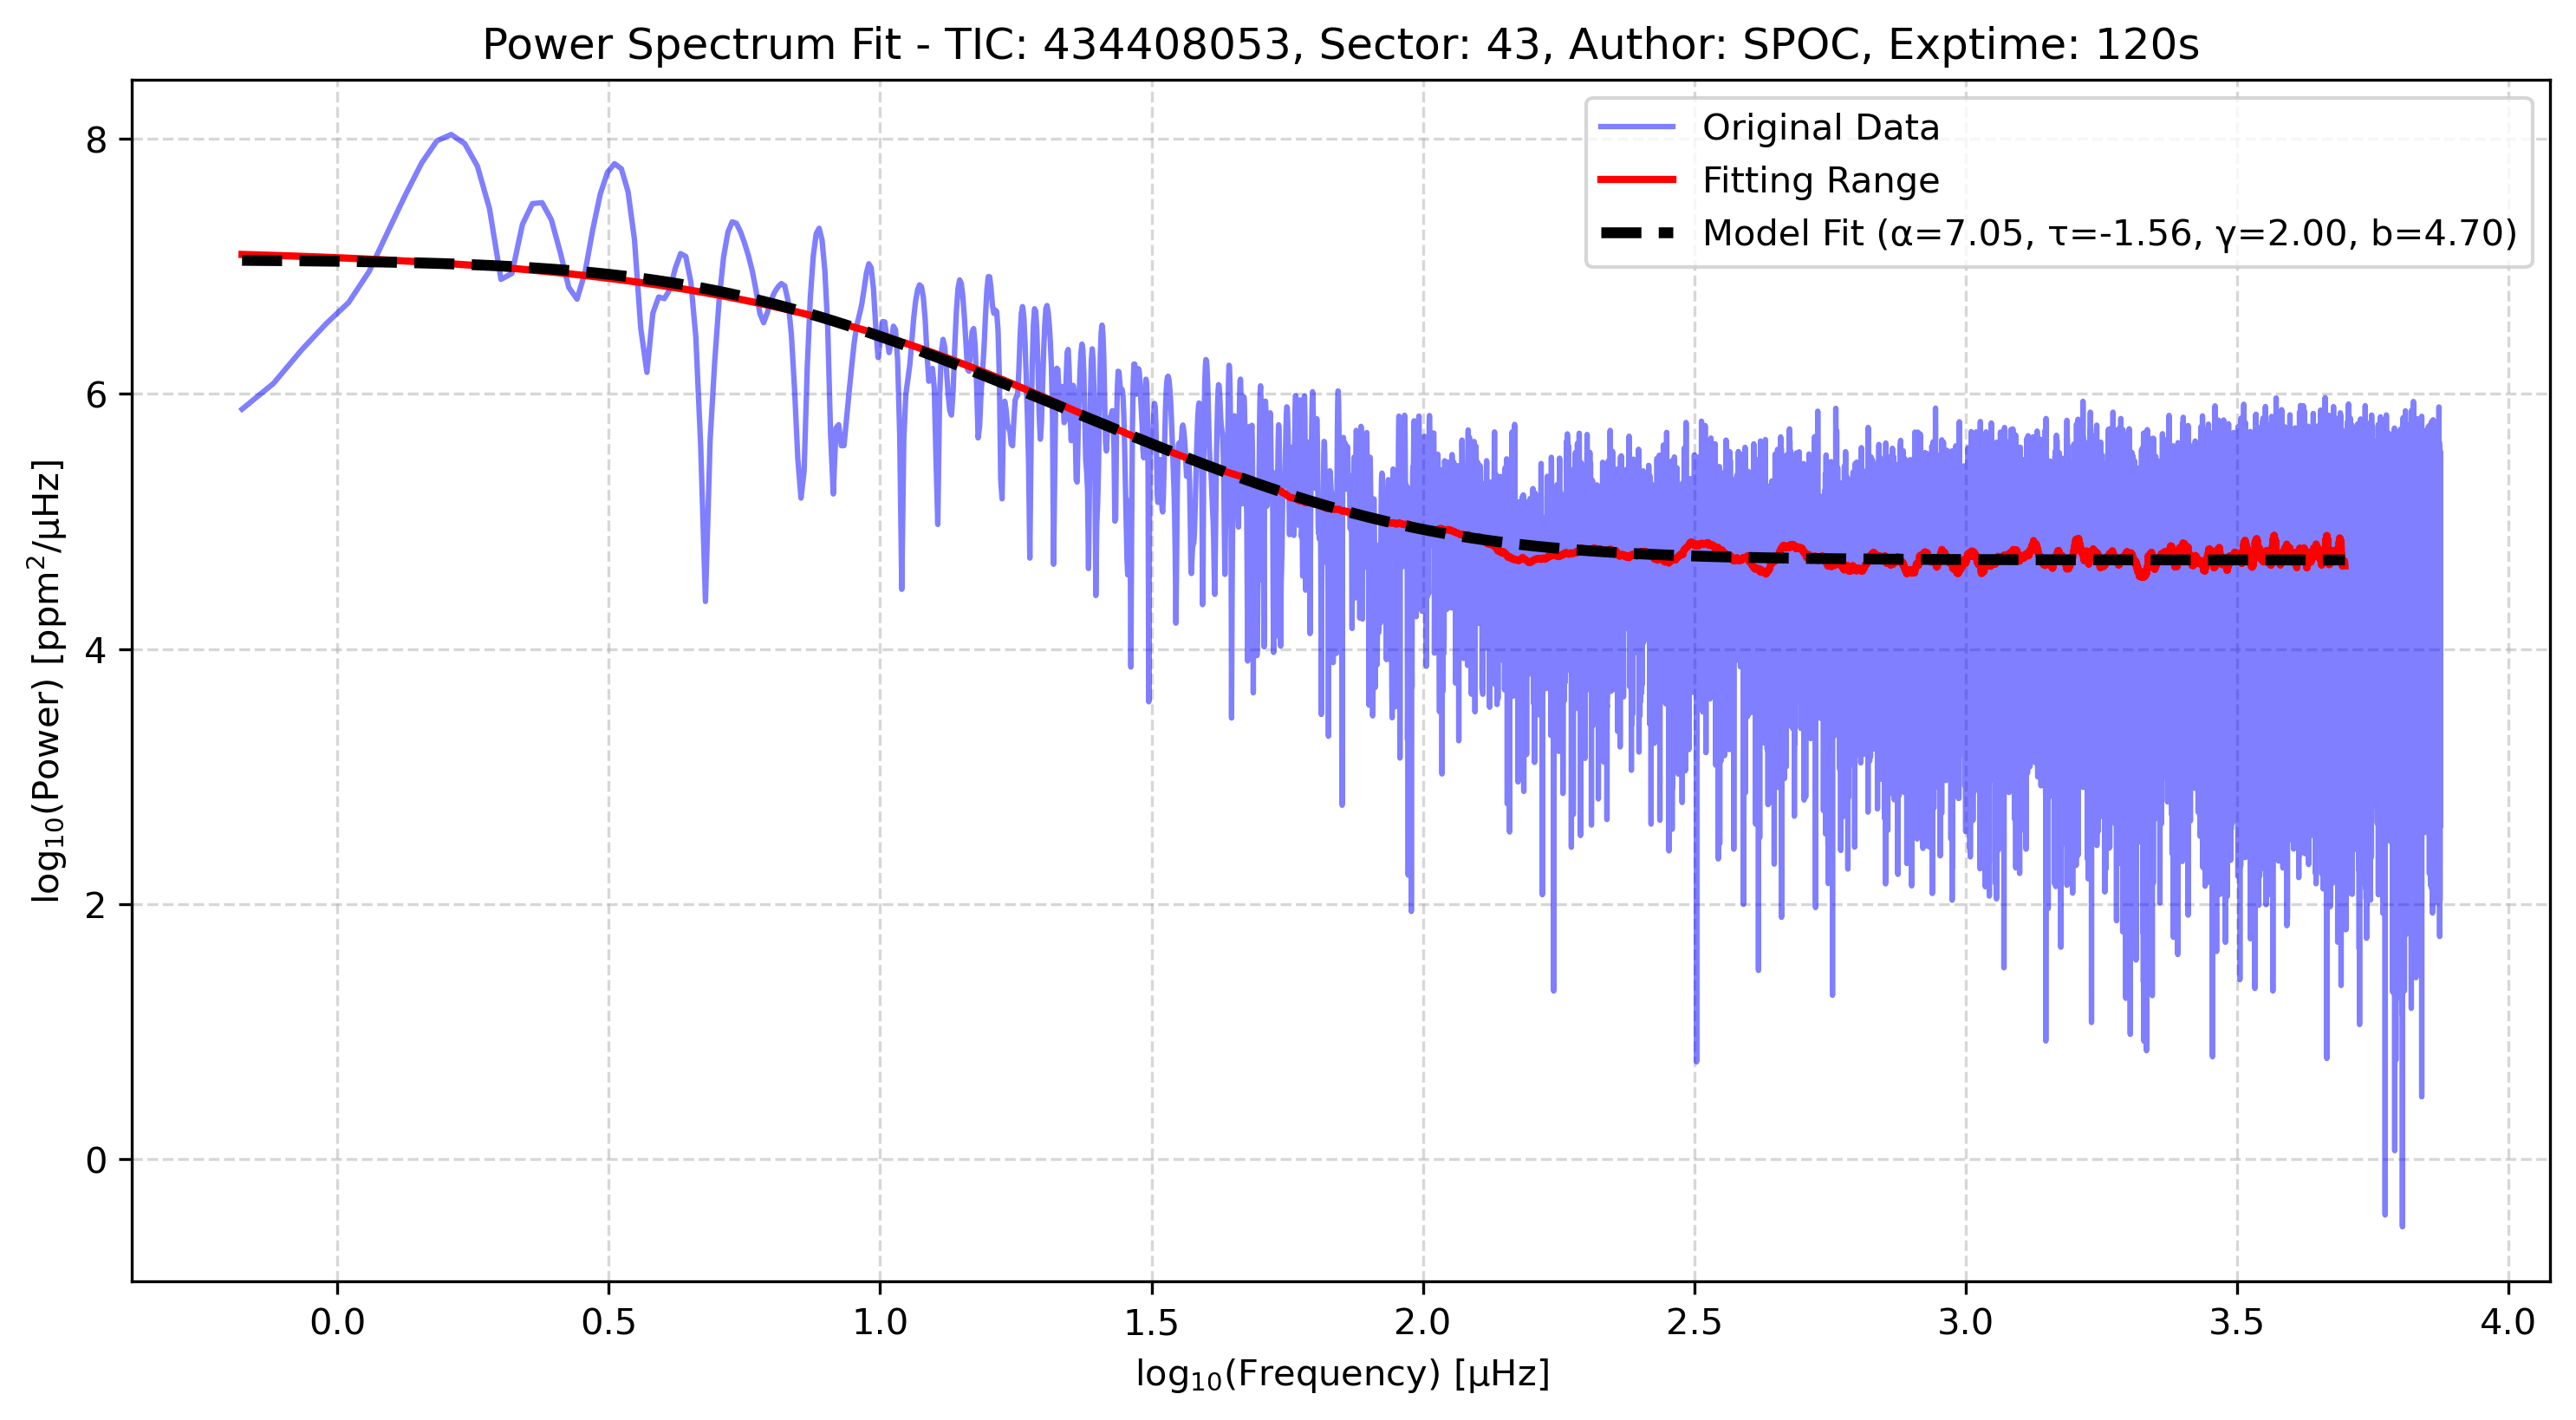 Power Spectrum Fit - TIC: 434408053, Sector: 43, Author: SPOC, Exptime: 120s
Original Data
Fitting Range
Model Fit (α=7.05, τ=-1.56, γ=2.00, b=4.70)
log₁₀(Power) [ppm²/μHz]
8
6
4
2
0
0.0 0.5 1.0 1.5 2.0 2.5 3.0 3.5 4.0
log₁₀(Frequency) [μHz]